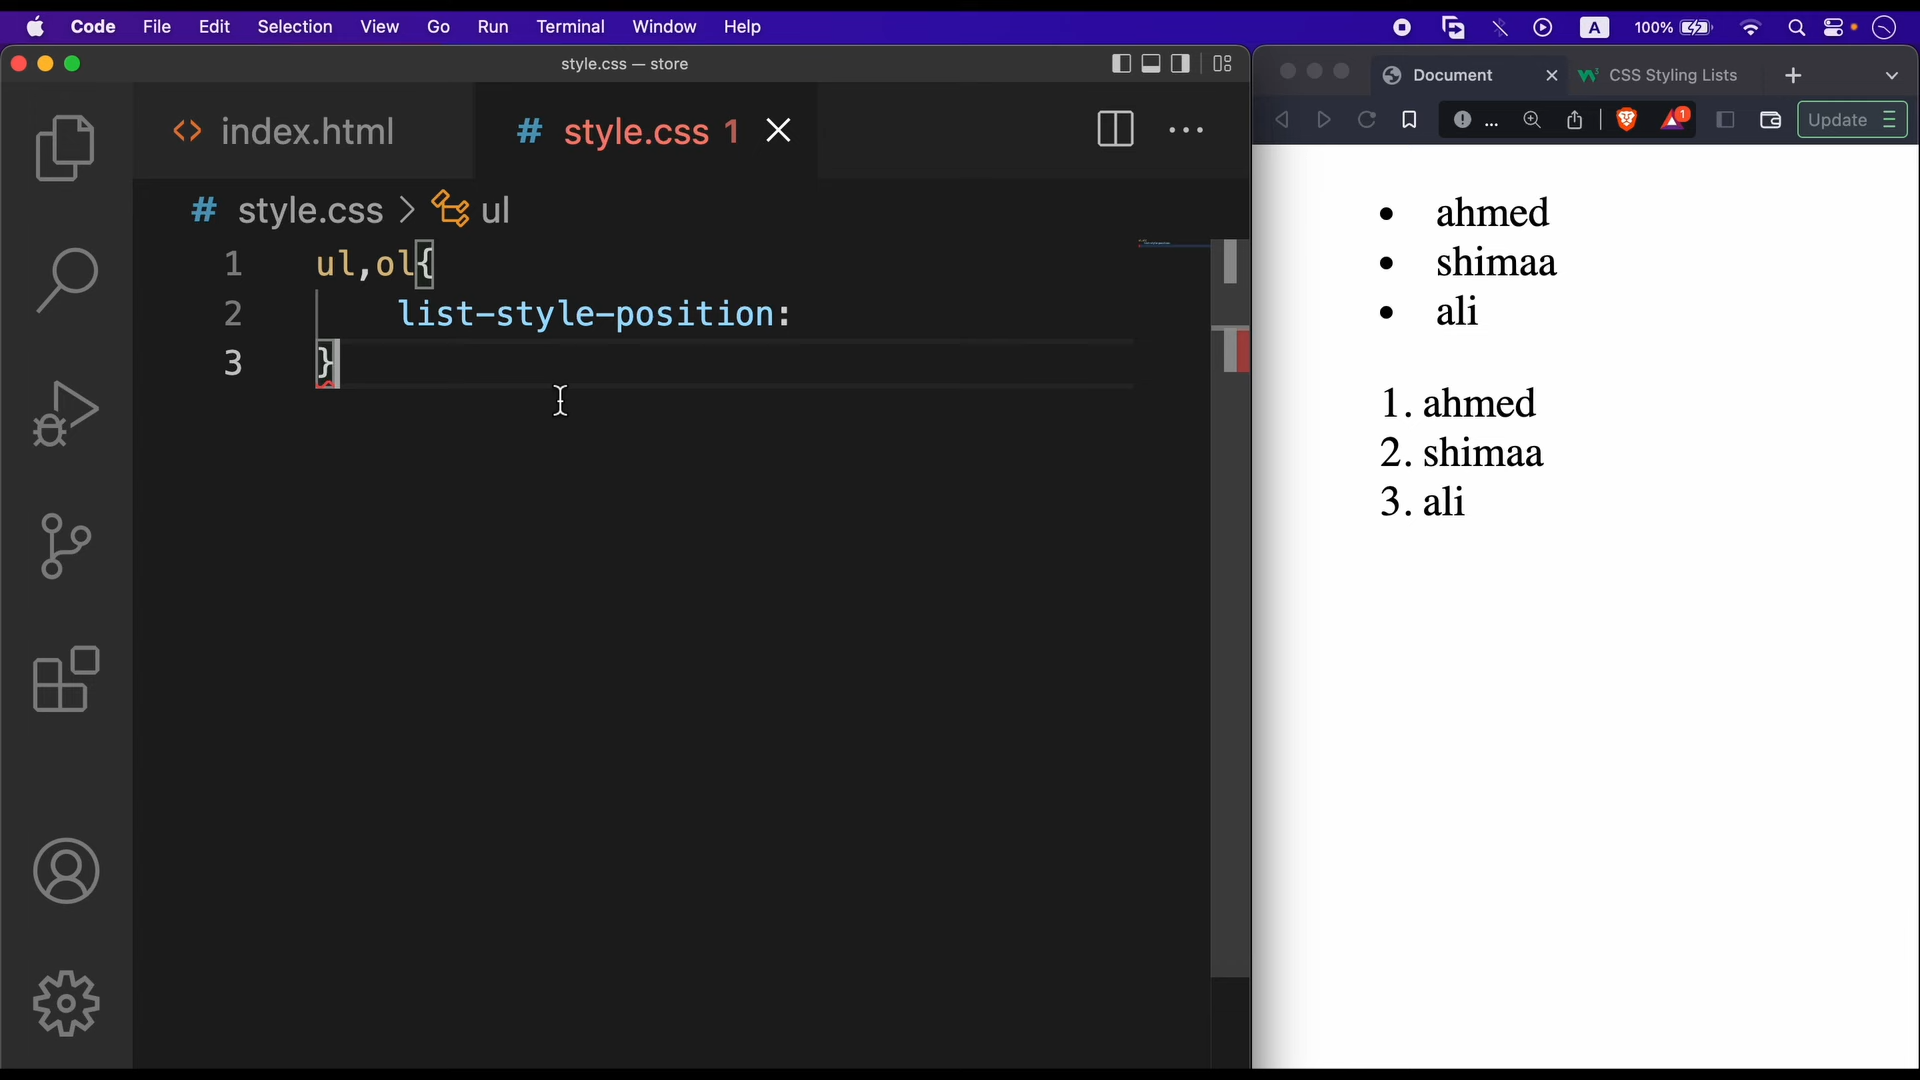 Code File Edit Selection View Go Run Terminal Window Help A 100%
style.css — store
index.html # style.css 1
# style.css > ul
1 ul,ol{
2 list-style-position:
3 }
Document CSS Styling Lists
... 1 Update
• ahmed
• shimaa
• ali
1. ahmed
2. shimaa
3. ali